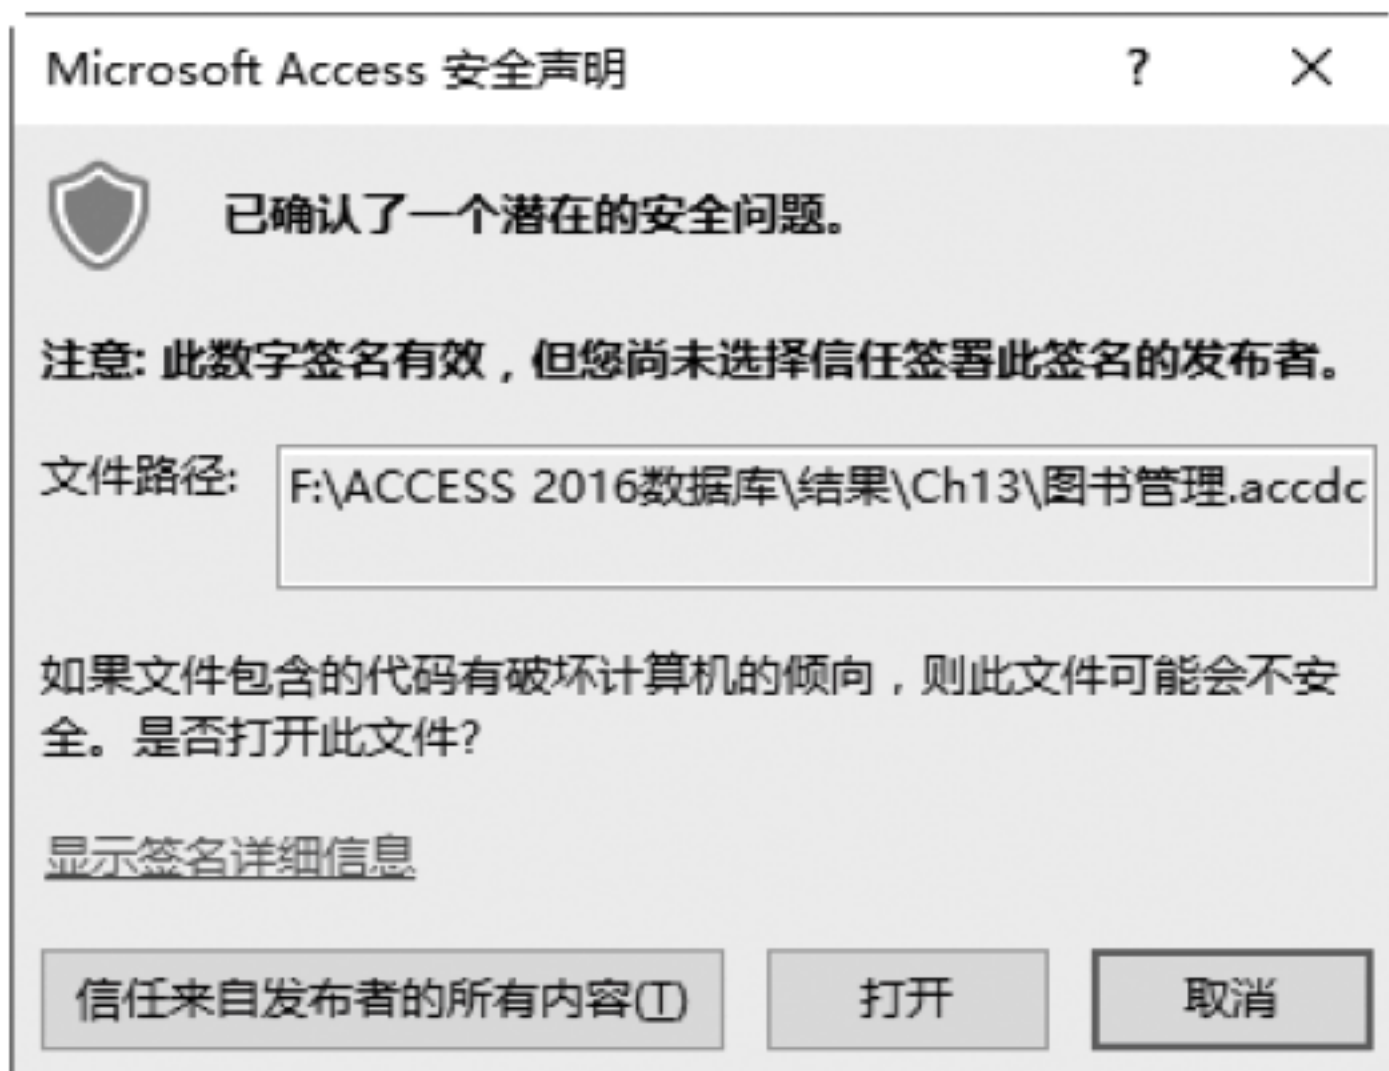 Microsoft Access 安全声明 ? ×
已确认了一个潜在的安全问题。
注意: 此数字签名有效，但您尚未选择信任签署此签名的发布者。
文件路径: F:\ACCESS 2016数据库\结果\Ch13\图书管理.accdc
如果文件包含的代码有破坏计算机的倾向，则此文件可能会不安
全。是否打开此文件?
显示签名详细信息
信任来自发布者的所有内容(T) 打开 取消